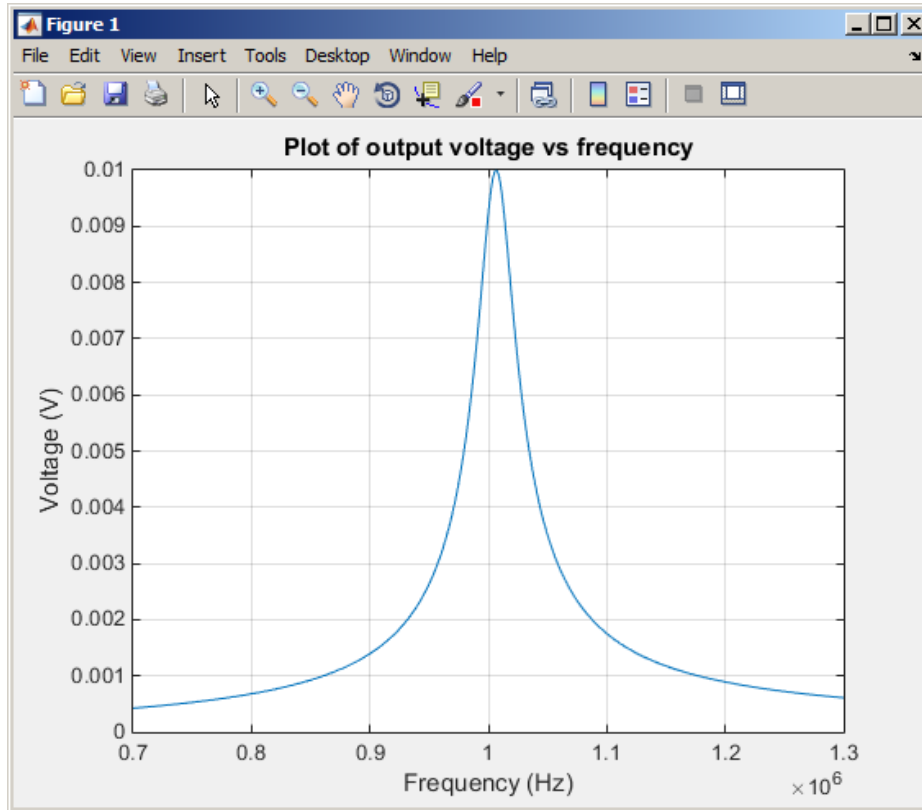 Figure 1
File Edit View Insert Tools Desktop Window Help
Plot of output voltage vs frequency
0.01
0.009
0.008
0.007
0.006
0.005
0.004
0.003
0.002
0.001
0
Voltage (V)
0.7 0.8 0.9 1 1.1 1.2 1.3
Frequency (Hz)
× 10⁶